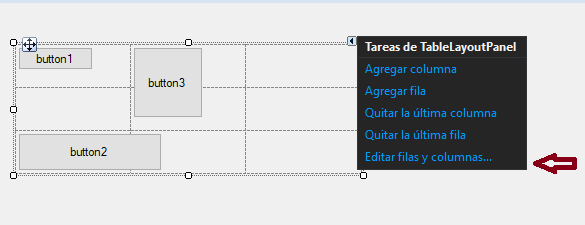 button1
button3
button2
Tareas de TableLayoutPanel
Agregar columna
Agregar fila
Quitar la última columna
Quitar la última fila
Editar filas y columnas...